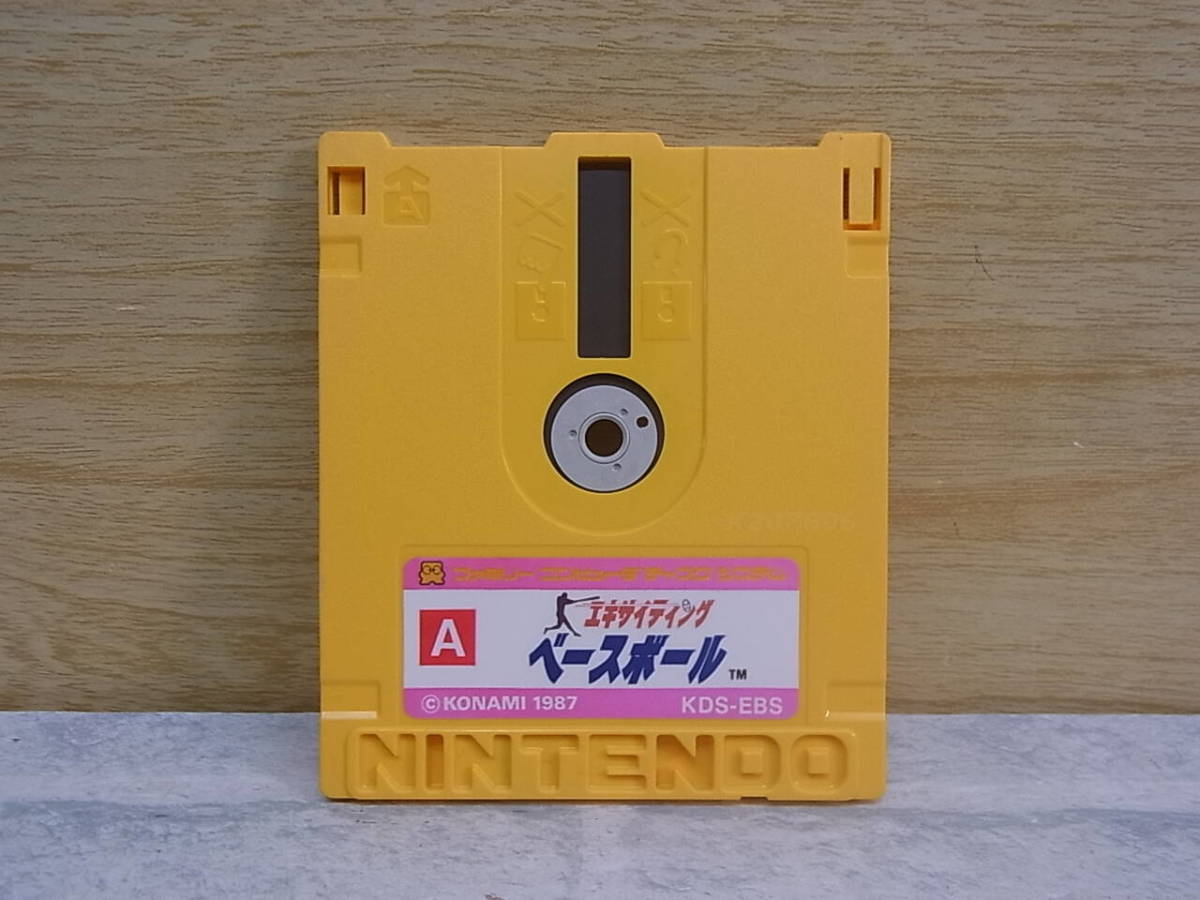 A
ファミリー コンピュータ ディスク システム
A
エキサイティング
ベースボール TM
© KONAMI 1987 KDS-EBS
NINTENDO